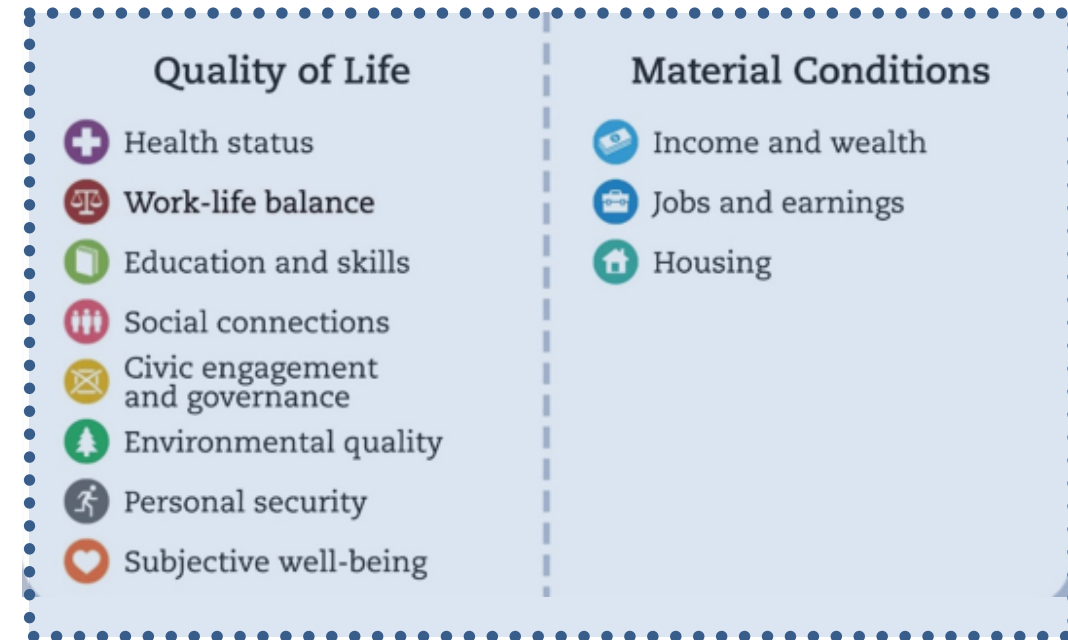 Quality of Life
Health status
Work-life balance
Education and skills
Social connections
Civic engagement
and governance
Environmental quality
Personal security
Subjective well-being
Material Conditions
Income and wealth
Jobs and earnings
Housing